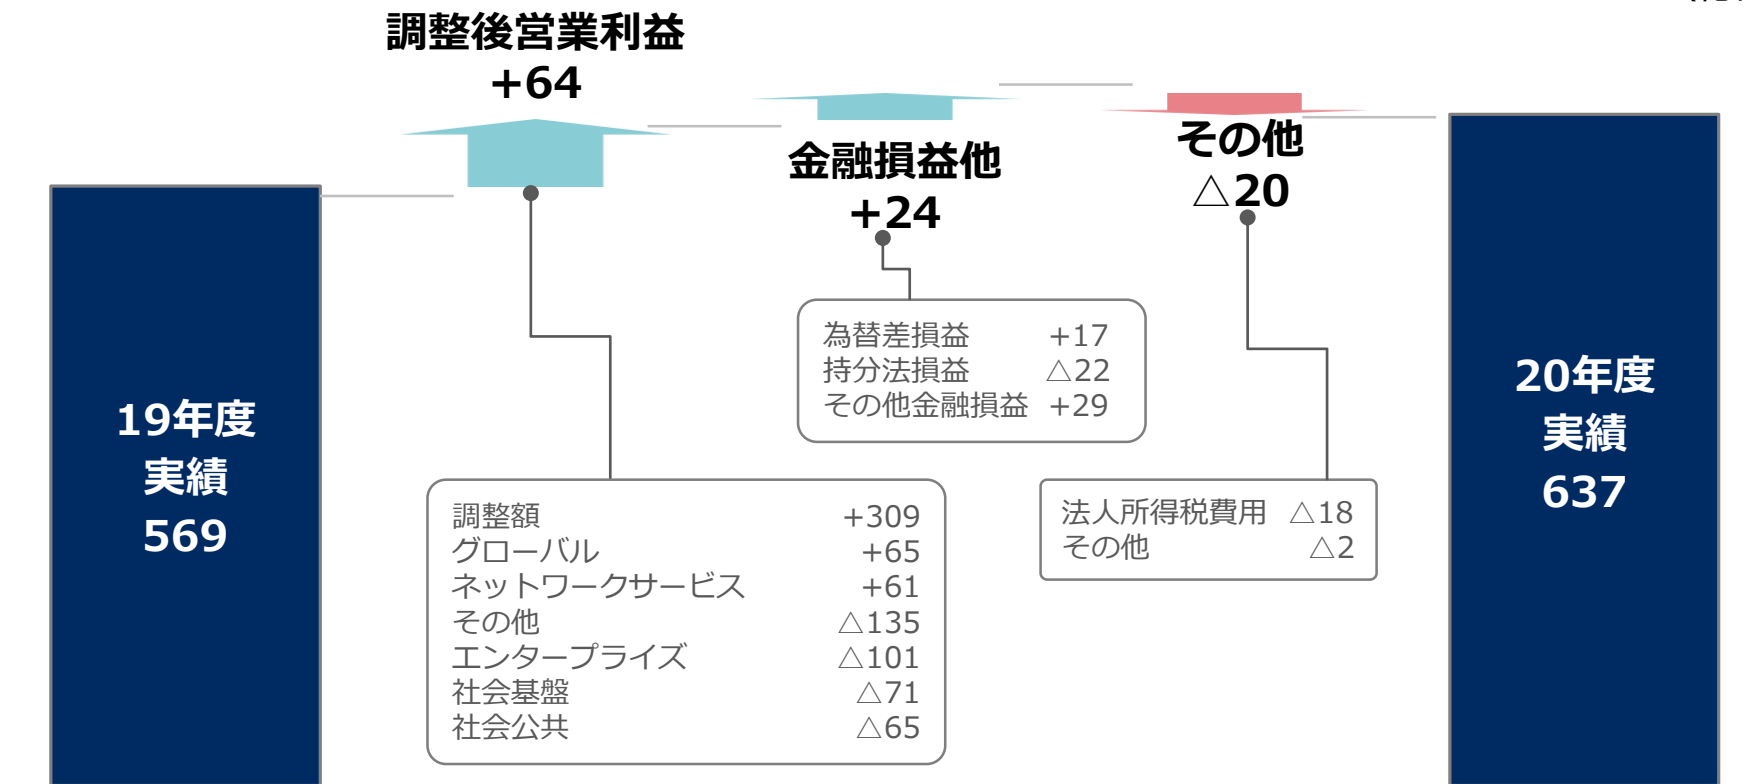 調整後営業利益
+64
金融損益他
+24
その他
△20
19年度
実績
569
為替差損益 +17
持分法損益 △22
その他金融損益 +29
調整額 +309
グローバル +65
ネットワークサービス +61
その他 △135
エンタープライズ △101
社会基盤 △71
社会公共 △65
法人所得税費用 △18
その他 △2
20年度
実績
637